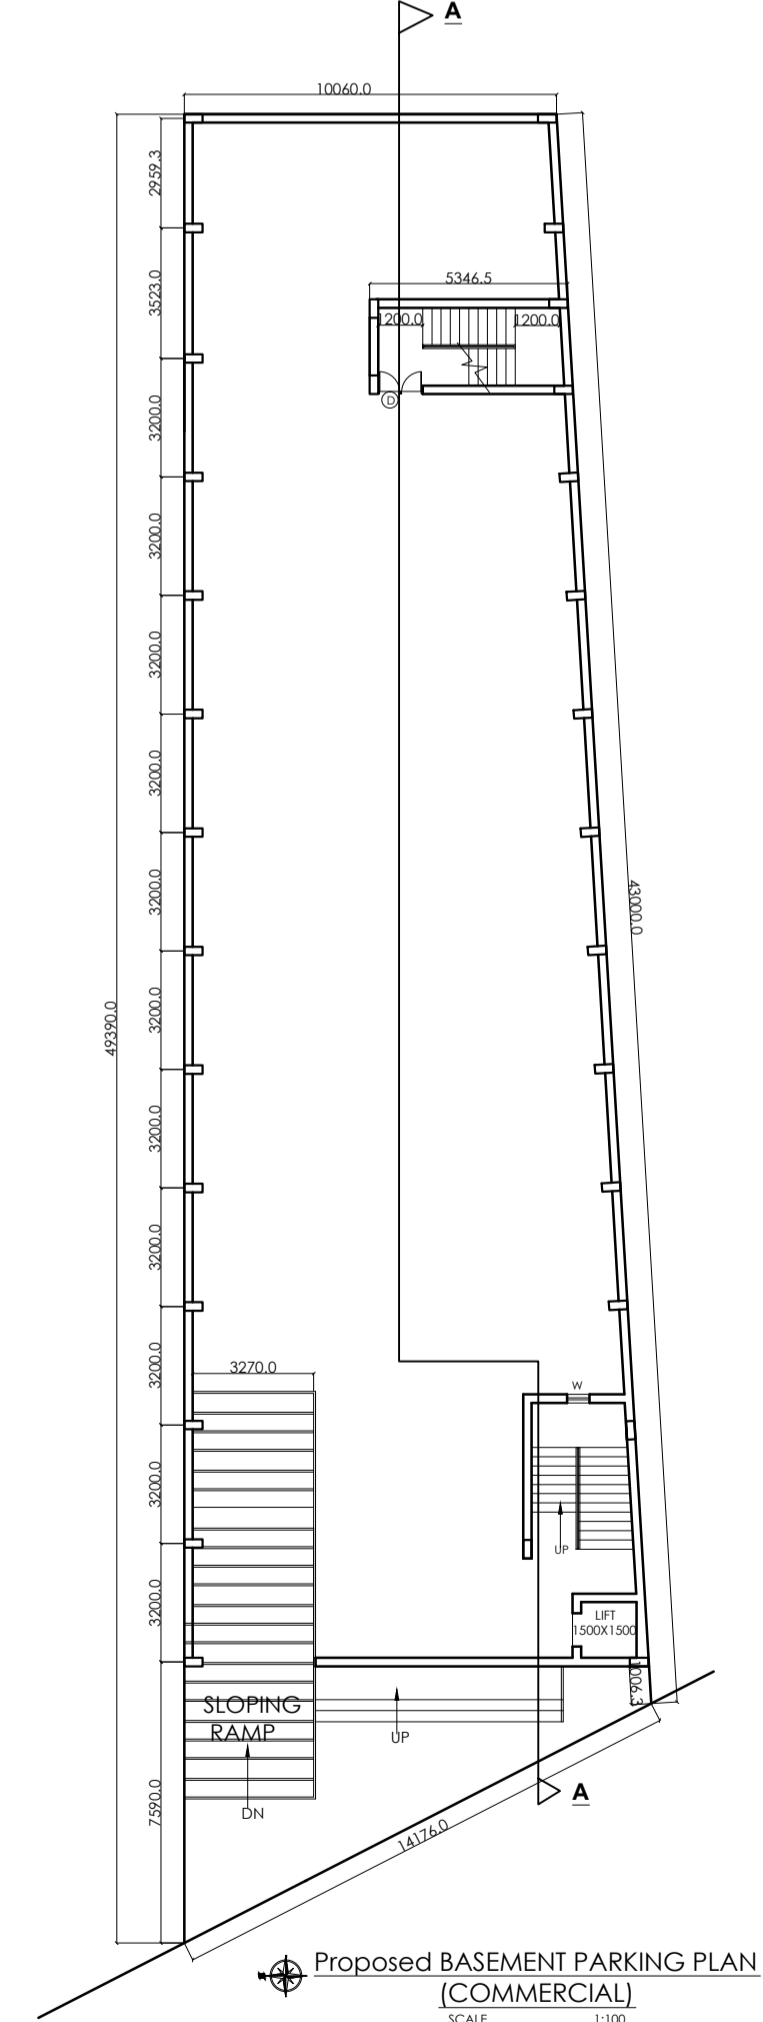 A
10060.0
2959.3
3523.0
5346.5
1200.0
1200.0
D
3200.0
3200.0
3200.0
3200.0
3200.0
43000.0
49390.0
3200.0
3200.0
3200.0
3200.0
3270.0
W
3200.0
UP
3200.0
LIFT
1500X1500
1006.3
SLOPING
RAMP
UP
DN
7590.0
A
14176.0
Proposed BASEMENT PARKING PLAN
(COMMERCIAL)
SCALE 1:100